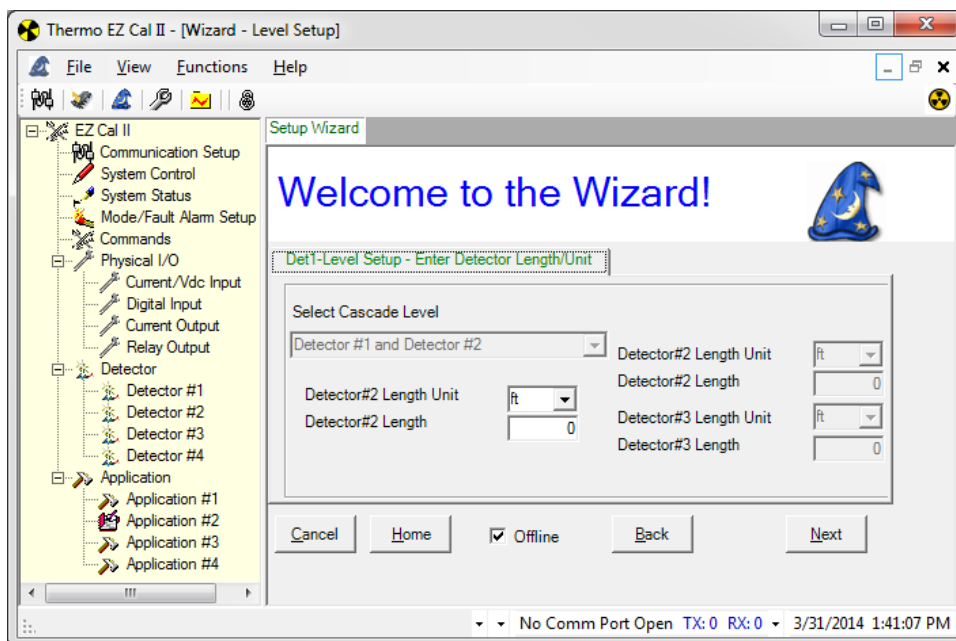 Thermo EZ Cal II - [Wizard - Level Setup]
File View Functions Help
EZ Cal II
Communication Setup
System Control
System Status
Mode/Fault Alarm Setup
Commands
Physical I/O
Current/Vdc Input
Digital Input
Current Output
Relay Output
Detector
Detector #1
Detector #2
Detector #3
Detector #4
Application
Application #1
Application #2
Application #3
Application #4
Setup Wizard
Welcome to the Wizard!
Det1-Level Setup - Enter Detector Length/Unit
Select Cascade Level
Detector #1 and Detector #2
Detector#2 Length Unit ft
Detector#2 Length 0
Detector#2 Length Unit ft
Detector#2 Length 0
Detector#3 Length Unit ft
Detector#3 Length 0
Cancel Home Offline Back Next
No Comm Port Open TX: 0 RX: 0 3/31/2014 1:41:07 PM